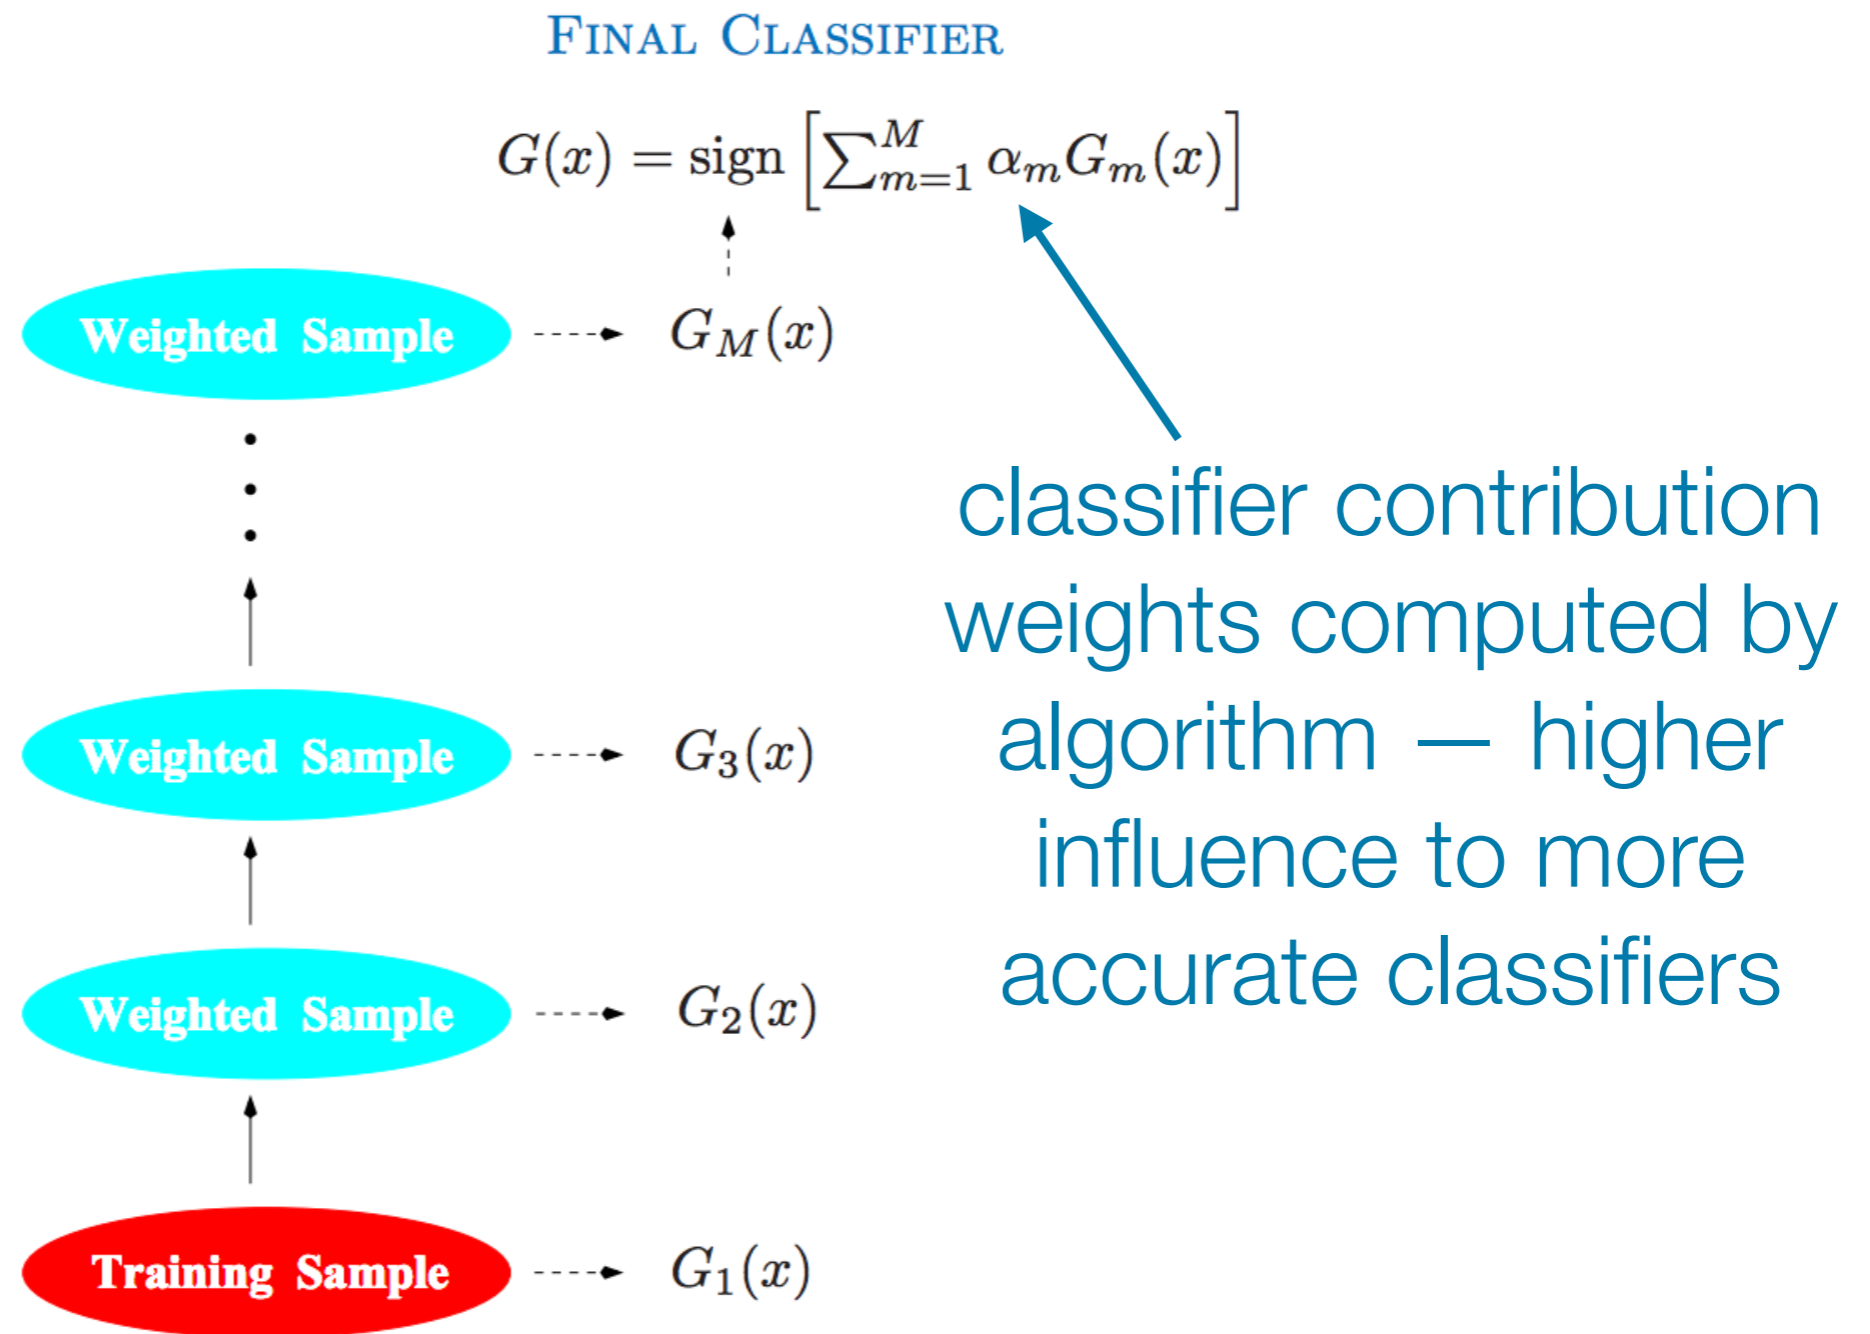 FINAL CLASSIFIER
G(x) = sign [∑_{m=1}^{M} α_m G_m(x)]
Weighted Sample G_M(x)
classifier contribution
weights computed by
algorithm — higher
influence to more
accurate classifiers
Weighted Sample G_3(x)
Weighted Sample G_2(x)
Training Sample G_1(x)